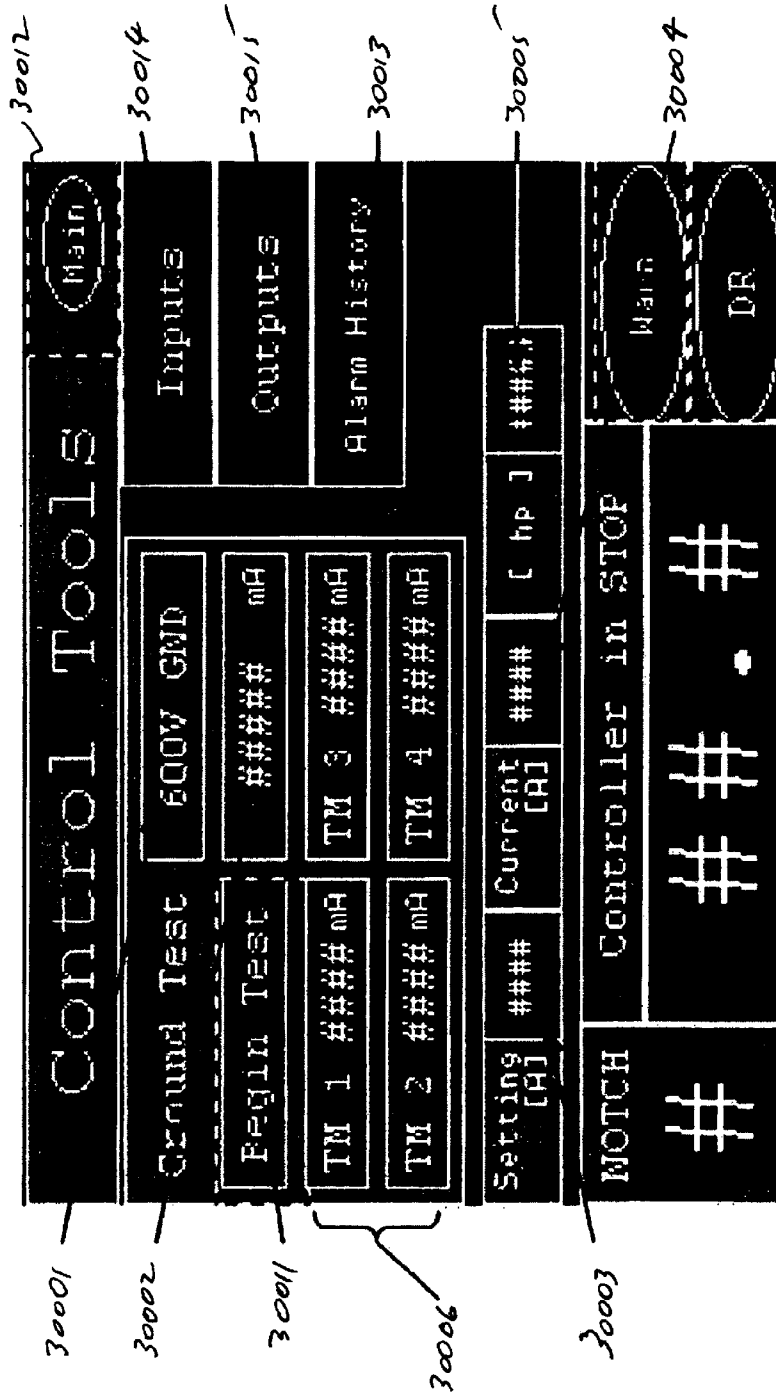 30012
30014
30015
30013
30005
30004
30001
30002
30011
30006
30003
Control Tools
Main
Ground Test
600V GND
Begin Test
##### mA
TM 1 #### mA
TM 3 #### mA
TM 2 #### mA
TM 4 #### mA
Inputs
Outputs
Alarm History
Setting [A]
####
Current [A]
####
[ hp ]
####
NOTCH
#
Controller in STOP
## . #
Warn
DR